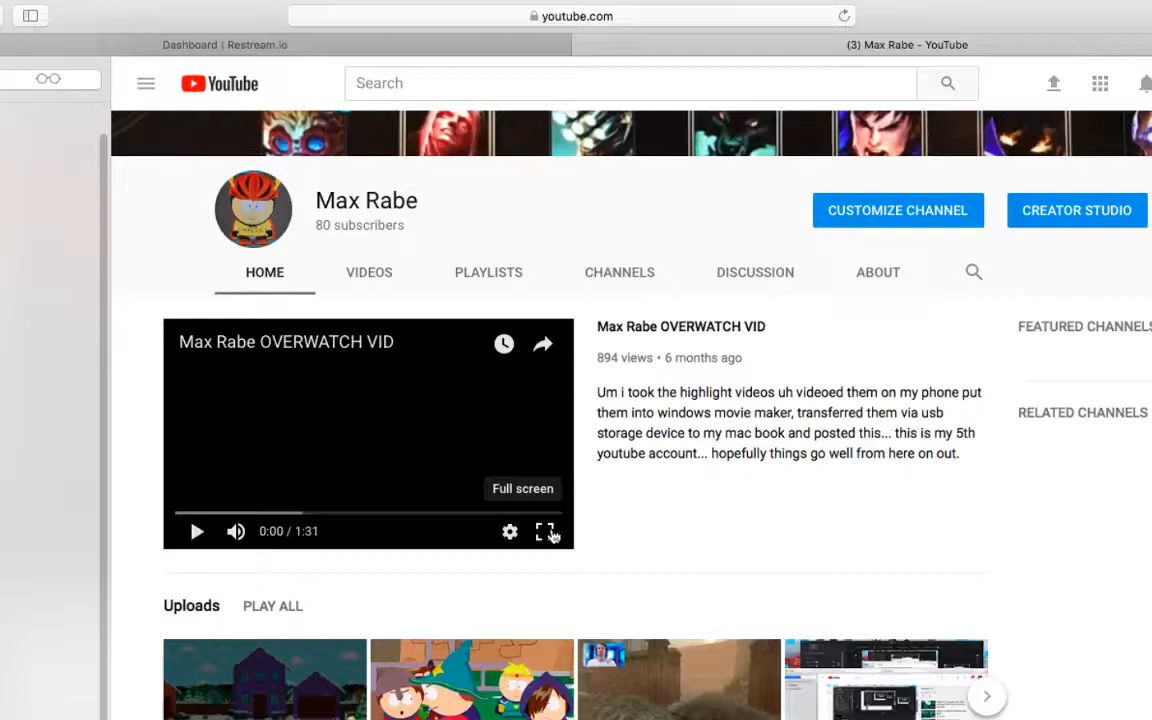 youtube.com
Dashboard | Restream.io
(3) Max Rabe - YouTube
YouTube
Search
Max Rabe
80 subscribers
CUSTOMIZE CHANNEL
CREATOR STUDIO
HOME
VIDEOS
PLAYLISTS
CHANNELS
DISCUSSION
ABOUT
Max Rabe OVERWATCH VID
Full screen
0:00 / 1:31
Max Rabe OVERWATCH VID
894 views • 6 months ago
Um i took the highlight videos uh videoed them on my phone put
them into windows movie maker, transferred them via usb
storage device to my mac book and posted this... this is my 5th
youtube account... hopefully things go well from here on out.
FEATURED CHANNELS
RELATED CHANNELS
Uploads
PLAY ALL